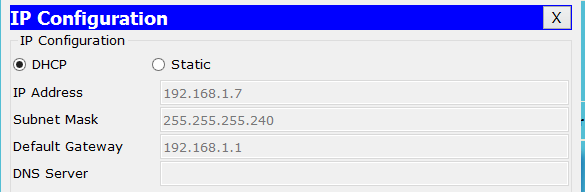 IP Configuration X
IP Configuration
DHCP Static
IP Address 192.168.1.7
Subnet Mask 255.255.255.240
Default Gateway 192.168.1.1
DNS Server